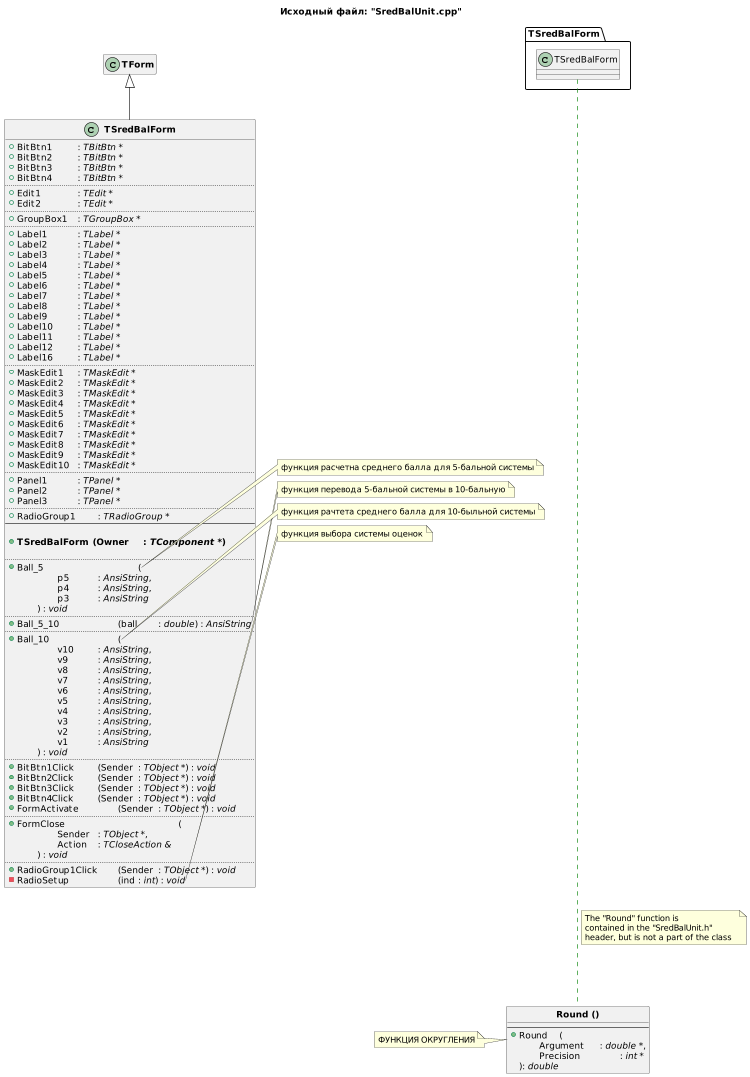 Исходный файл: "SredBalUnit.cpp"
TSredBalForm
C TSredBalForm
C TForm
C TSredBalForm
BitBtn1 : TBitBtn *
BitBtn2 : TBitBtn *
BitBtn3 : TBitBtn *
BitBtn4 : TBitBtn *
Edit1 : TEdit *
Edit2 : TEdit *
GroupBox1 : TGroupBox *
Label1 : TLabel *
Label2 : TLabel *
Label3 : TLabel *
Label4 : TLabel *
Label5 : TLabel *
Label6 : TLabel *
Label7 : TLabel *
Label8 : TLabel *
Label9 : TLabel *
Label10 : TLabel *
Label11 : TLabel *
Label12 : TLabel *
Label16 : TLabel *
MaskEdit1 : TMaskEdit *
MaskEdit2 : TMaskEdit *
MaskEdit3 : TMaskEdit *
MaskEdit4 : TMaskEdit *
MaskEdit5 : TMaskEdit *
MaskEdit6 : TMaskEdit *
MaskEdit7 : TMaskEdit *
MaskEdit8 : TMaskEdit *
MaskEdit9 : TMaskEdit *
MaskEdit10 : TMaskEdit *
Panel1 : TPanel *
Panel2 : TPanel *
Panel3 : TPanel *
RadioGroup1 : TRadioGroup *
TSredBalForm (Owner : TComponent *)
Ball_5 (
p5 : AnsiString,
p4 : AnsiString,
p3 : AnsiString
) : void
Ball_5_10 (ball : double) : AnsiString
Ball_10 (
v10 : AnsiString,
v9 : AnsiString,
v8 : AnsiString,
v7 : AnsiString,
v6 : AnsiString,
v5 : AnsiString,
v4 : AnsiString,
v3 : AnsiString,
v2 : AnsiString,
v1 : AnsiString
) : void
BitBtn1Click (Sender : TObject *) : void
BitBtn2Click (Sender : TObject *) : void
BitBtn3Click (Sender : TObject *) : void
BitBtn4Click (Sender : TObject *) : void
FormActivate (Sender : TObject *) : void
FormClose (
Sender : TObject *,
Action : TCloseAction &
) : void
RadioGroup1Click (Sender : TObject *) : void
RadioSetup (ind : int) : void
функция расчетна среднего балла для 5-бальной системы
функция перевода 5-бальной системы в 10-бальную
функция рачтета среднего балла для 10-быльной системы
функция выбора системы оценок
The "Round" function is
contained in the "SredBalUnit.h"
header, but is not a part of the class
Round ()
Round (
Argument : double *,
Precision : int *
): double
ФУНКЦИЯ ОКРУГЛЕНИЯ